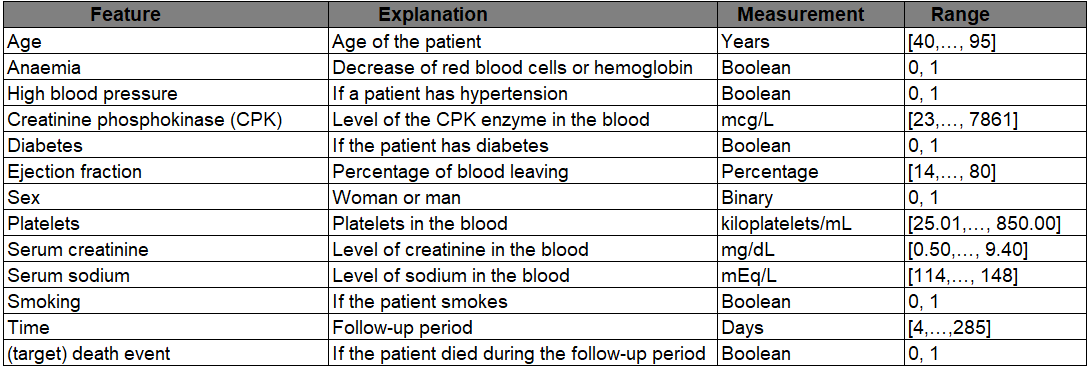 Feature Explanation Measurement Range
Age Age of the patient Years [40,…, 95]
Anaemia Decrease of red blood cells or hemoglobin Boolean 0, 1
High blood pressure If a patient has hypertension Boolean 0, 1
Creatinine phosphokinase (CPK) Level of the CPK enzyme in the blood mcg/L [23,…, 7861]
Diabetes If the patient has diabetes Boolean 0, 1
Ejection fraction Percentage of blood leaving Percentage [14,…, 80]
Sex Woman or man Binary 0, 1
Platelets Platelets in the blood kiloplatelets/mL [25.01,…, 850.00]
Serum creatinine Level of creatinine in the blood mg/dL [0.50,…, 9.40]
Serum sodium Level of sodium in the blood mEq/L [114,…, 148]
Smoking If the patient smokes Boolean 0, 1
Time Follow-up period Days [4,…,285]
(target) death event If the patient died during the follow-up period Boolean 0, 1